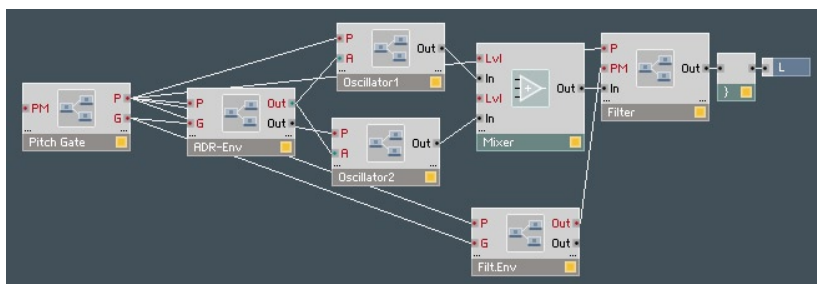 PM
P
G
...
Pitch Gate
P
G
Out
Out
...
ADR-Env
P
A
Out
...
Oscillator1
P
A
Out
...
Oscillator2
Lvl
In
Lvl
In
Out
...
Mixer
P
G
Out
Out
...
Filt.Env
P
PM
In
Out
...
Filter
}
L